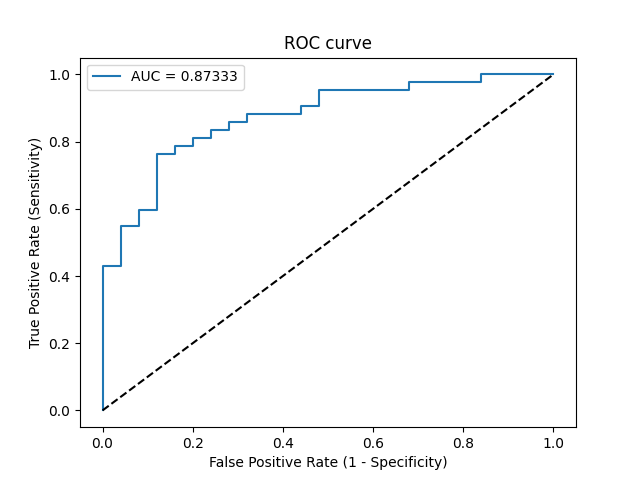 ROC curve
AUC = 0.87333
True Positive Rate (Sensitivity)
1.0
0.8
0.6
0.4
0.2
0.0
0.0 0.2 0.4 0.6 0.8 1.0
False Positive Rate (1 - Specificity)